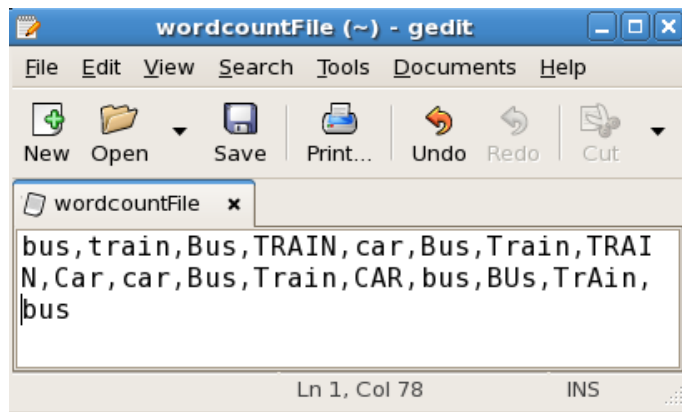 wordcountFile (~) - gedit
File Edit View Search Tools Documents Help
New Open Save Print... Undo Redo Cut
wordcountFile x
bus,train,Bus,TRAIN,car,Bus,Train,TRAI
N,Car,car,Bus,Train,CAR,bus,BUs,TrAin,
bus
Ln 1, Col 78 INS